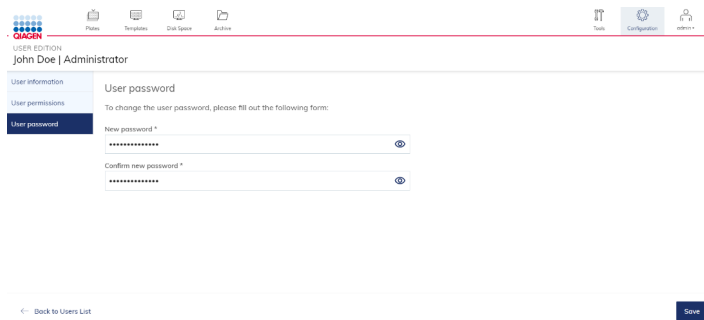 QIAGEN
Plates Templates Disk Space Archive Tools Configuration
USER EDITION
John Doe | Administrator
User information
User permissions
User password
User password
To change the user password, please fill out the following form:
New password *
••••••••••••••
Confirm new password *
••••••••••••••
← Back to Users List
Save